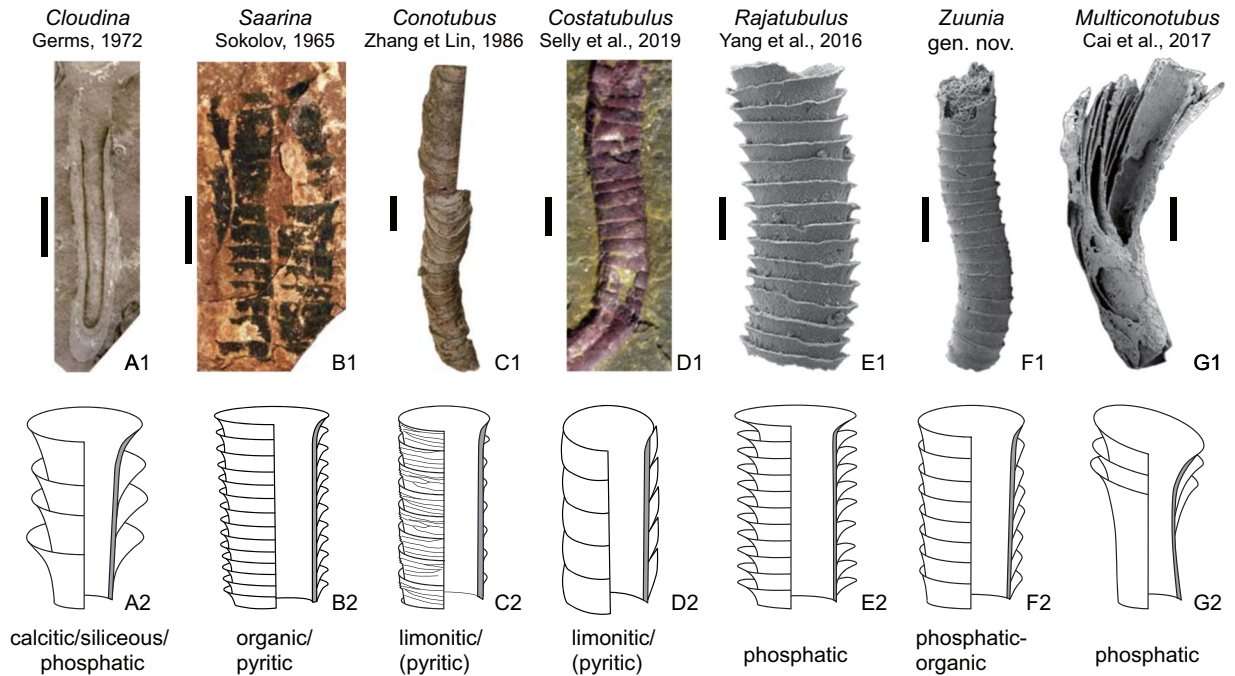 Cloudina
Germs, 1972
Saarina
Sokolov, 1965
Conotubus
Zhang et Lin, 1986
Costatubulus
Selly et al., 2019
Rajatubulus
Yang et al., 2016
Zuunia
gen. nov.
Multiconotubus
Cai et al., 2017
A1
B1
C1
D1
E1
F1
G1
A2
B2
C2
D2
E2
F2
G2
calcitic/siliceous/
phosphatic
organic/
pyritic
limonitic/
(pyritic)
limonitic/
(pyritic)
phosphatic
phosphatic-
organic
phosphatic